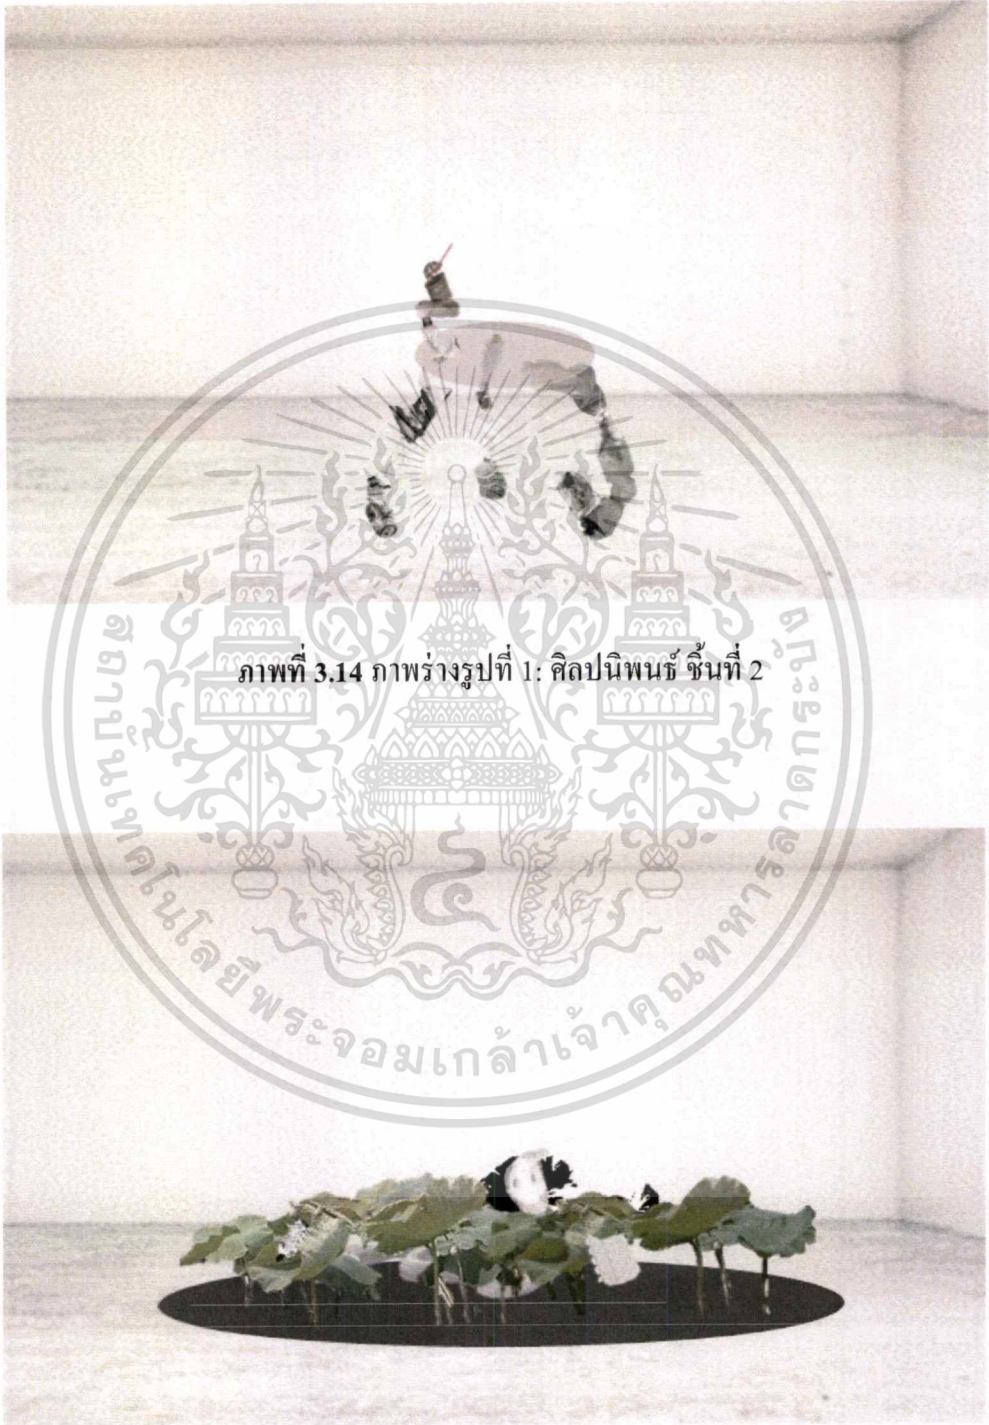 ภาพที่ 3.14 ภาพร่างรูปที่ 1: ศิลปนิพนธ์ ชิ้นที่ 2
สถาบันเทคโนโลยีพระจอมเกล้าเจ้าคุณทหารลาดกระบัง